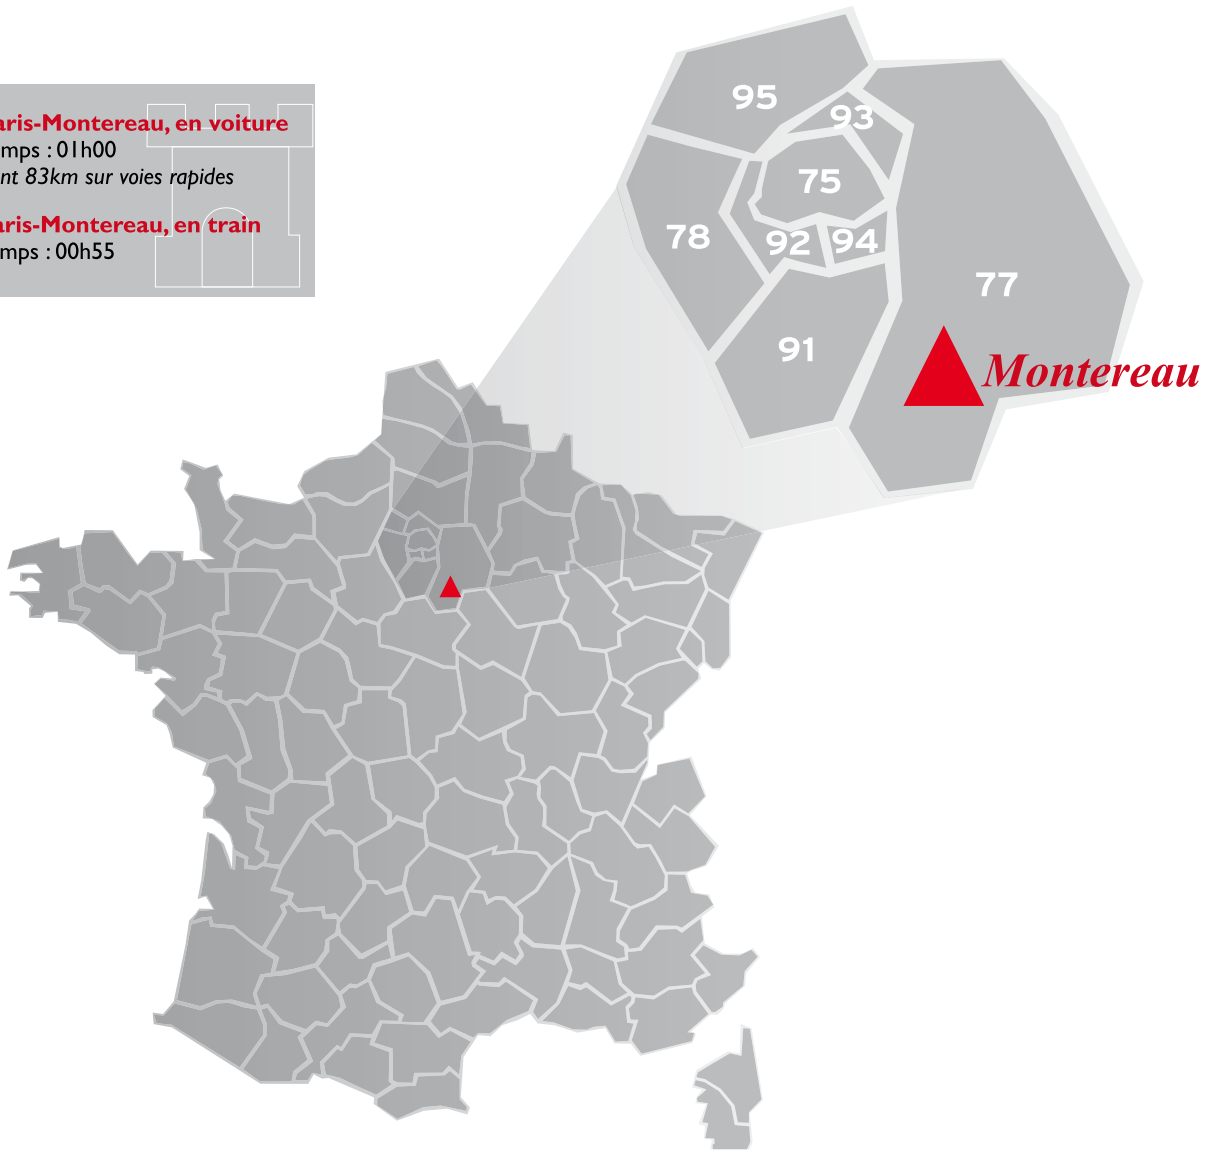 aris-Montereau, en voiture
mps : 01h00
nt 83km sur voies rapides
aris-Montereau, en train
mps : 00h55
95
93
75
78
92
94
77
91
Montereau